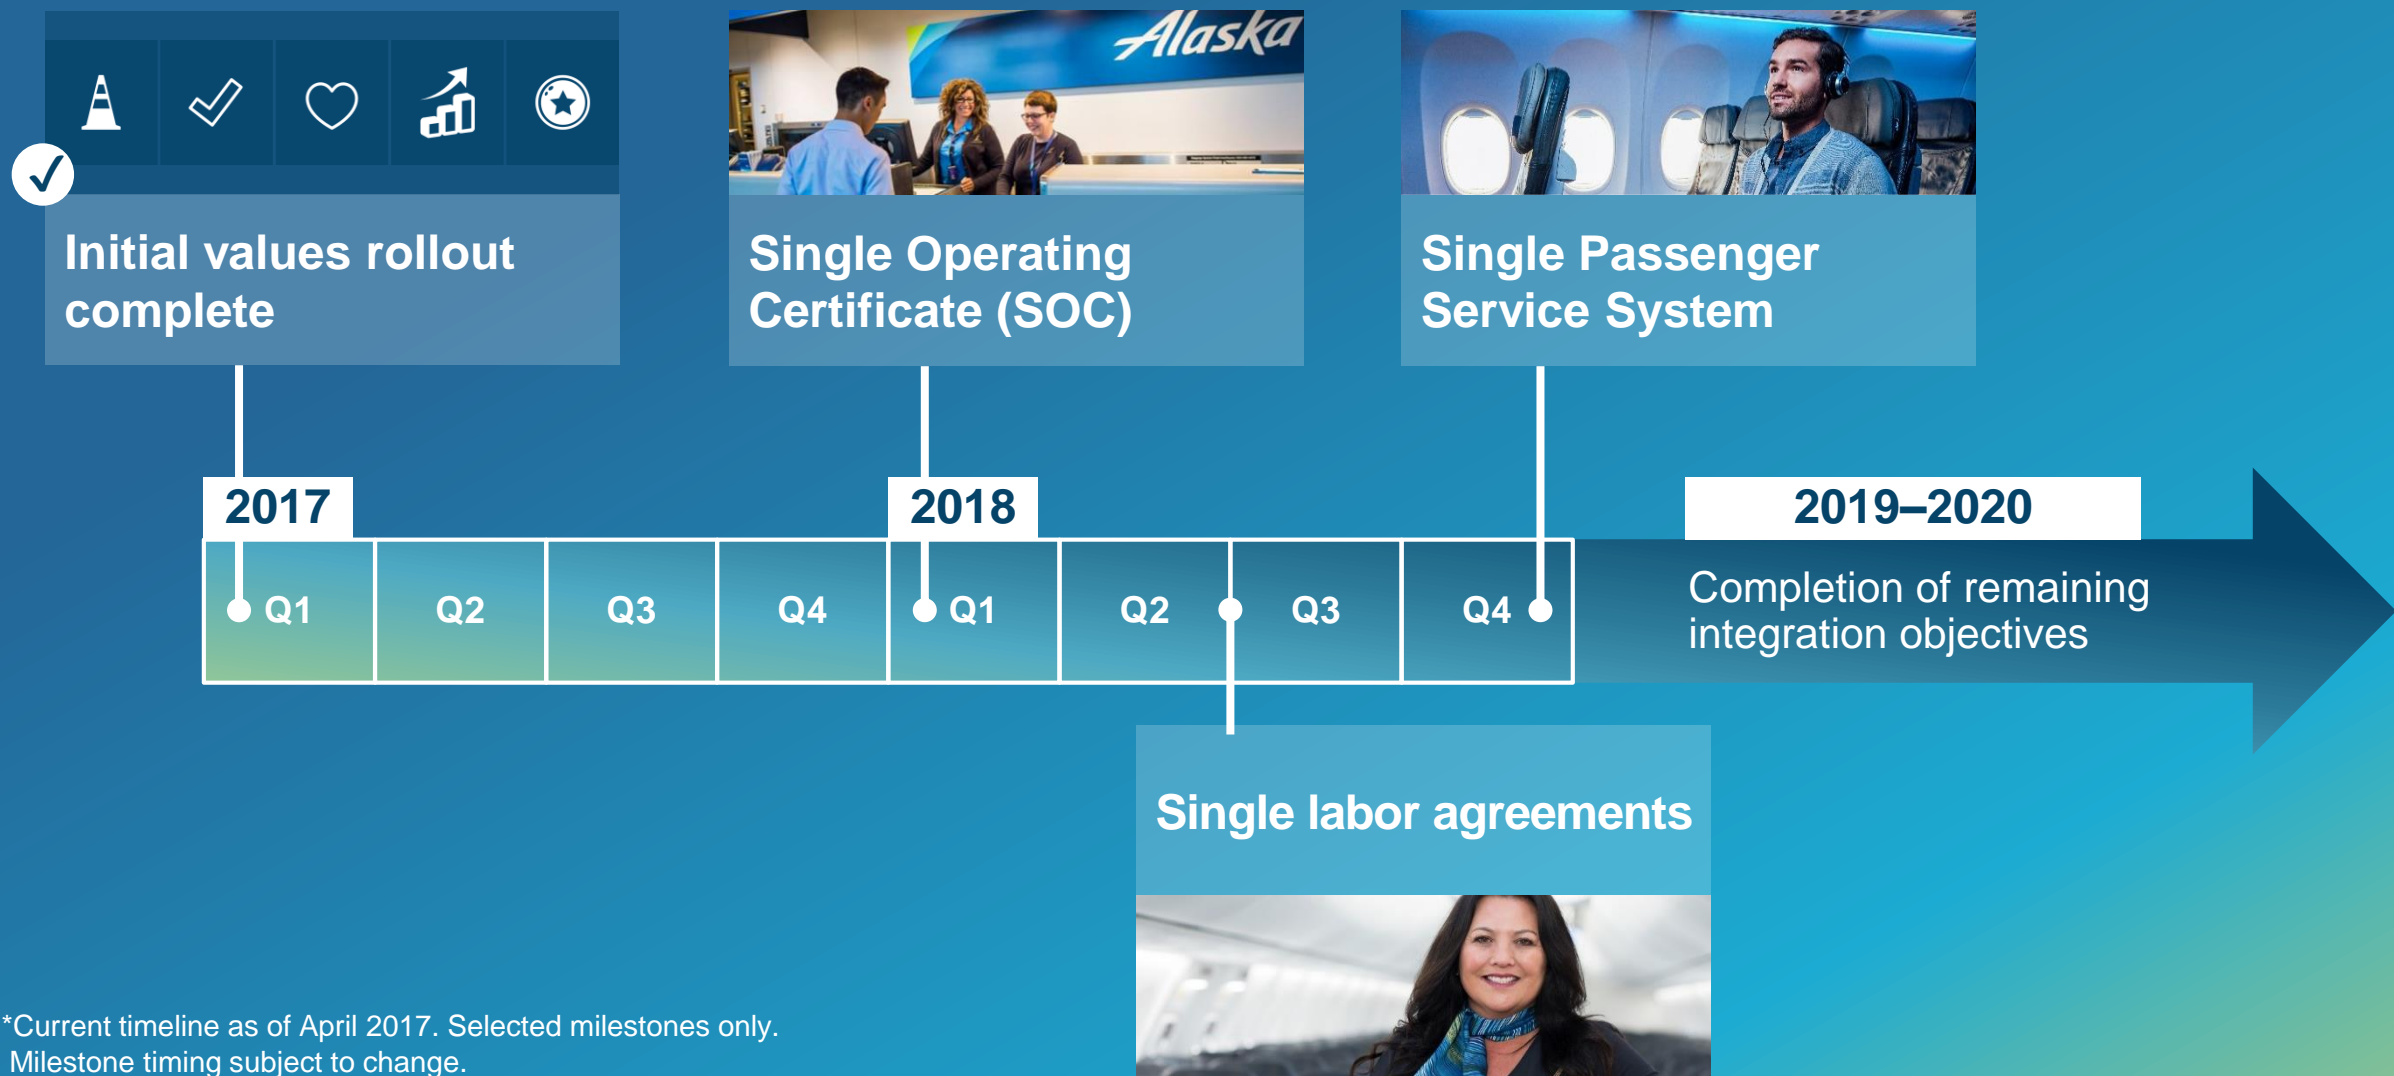 Alaska
Initial values rollout
complete
Single Operating
Certificate (SOC)
Single Passenger
Service System
2017
2018
2019–2020
Q1
Q2
Q3
Q4
Q1
Q2
Q3
Q4
Completion of remaining
integration objectives
Single labor agreements
*Current timeline as of April 2017. Selected milestones only.
Milestone timing subject to change.